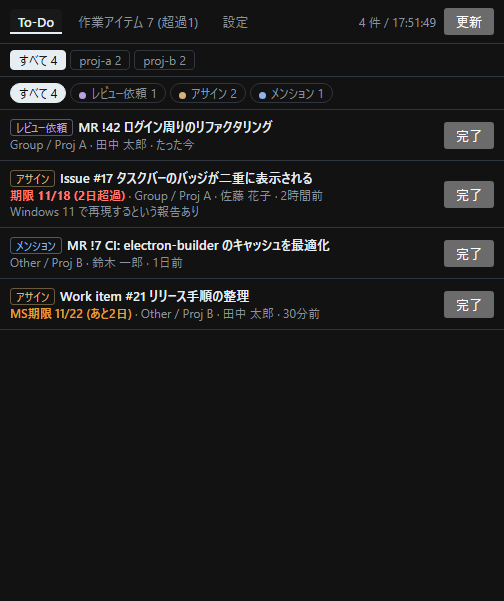 To-Do 作業アイテム 7 (超過1) 設定 4 件 / 17:51:49 更新
すべて 4 proj-a 2 proj-b 2
すべて 4 レビュー依頼 1 アサイン 2 メンション 1
レビュー依頼 MR !42 ログイン周りのリファクタリング
Group / Proj A · 田中 太郎 · たった今
完了
アサイン Issue #17 タスクバーのバッジが二重に表示される
期限 11/18 (2日超過) · Group / Proj A · 佐藤 花子 · 2時間前
Windows 11 で再現するという報告あり
完了
メンション MR !7 CI: electron-builder のキャッシュを最適化
Other / Proj B · 鈴木 一郎 · 1日前
完了
アサイン Work item #21 リリース手順の整理
MS期限 11/22 (あと2日) · Other / Proj B · 田中 太郎 · 30分前
完了